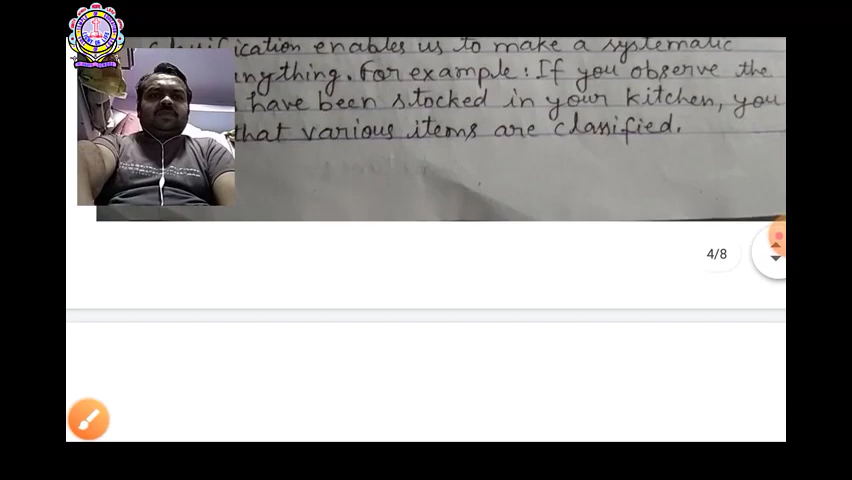 classification enables us to make a systematic
anything. For example: If you observe the
have been stocked in your kitchen, you
that various items are classified.
4/8